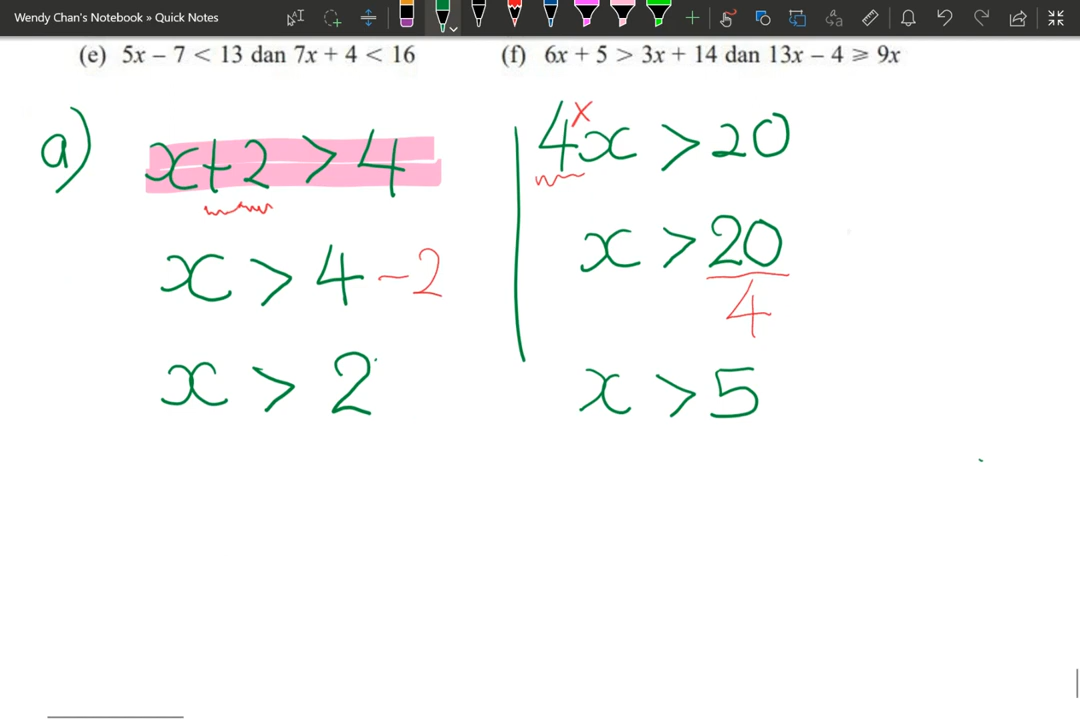 Wendy Chan's Notebook » Quick Notes
(e) 5x – 7 < 13 dan 7x + 4 < 16
(f) 6x + 5 > 3x + 14 dan 13x – 4 ⩾ 9x
a)
x+2 > 4
x > 4 - 2
x > 2
4ˣx > 20
x > 20/4
x > 5